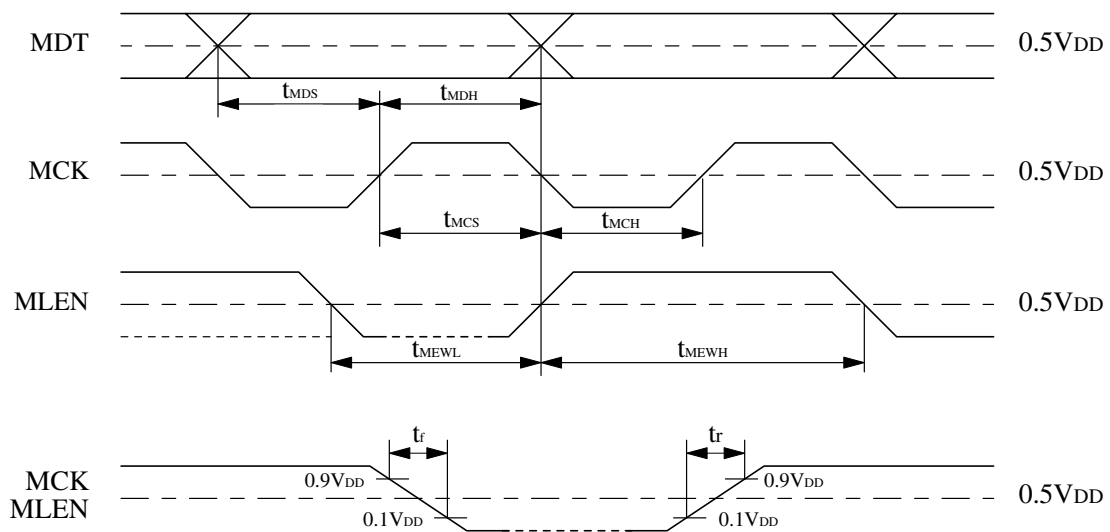 MDT 0.5VDD
tMDS tMDH
MCK 0.5VDD
tMCS tMCH
MLEN 0.5VDD
tMEWL tMEWH
tf tr
MCK 0.9VDD 0.9VDD
MLEN 0.5VDD
0.1VDD 0.1VDD